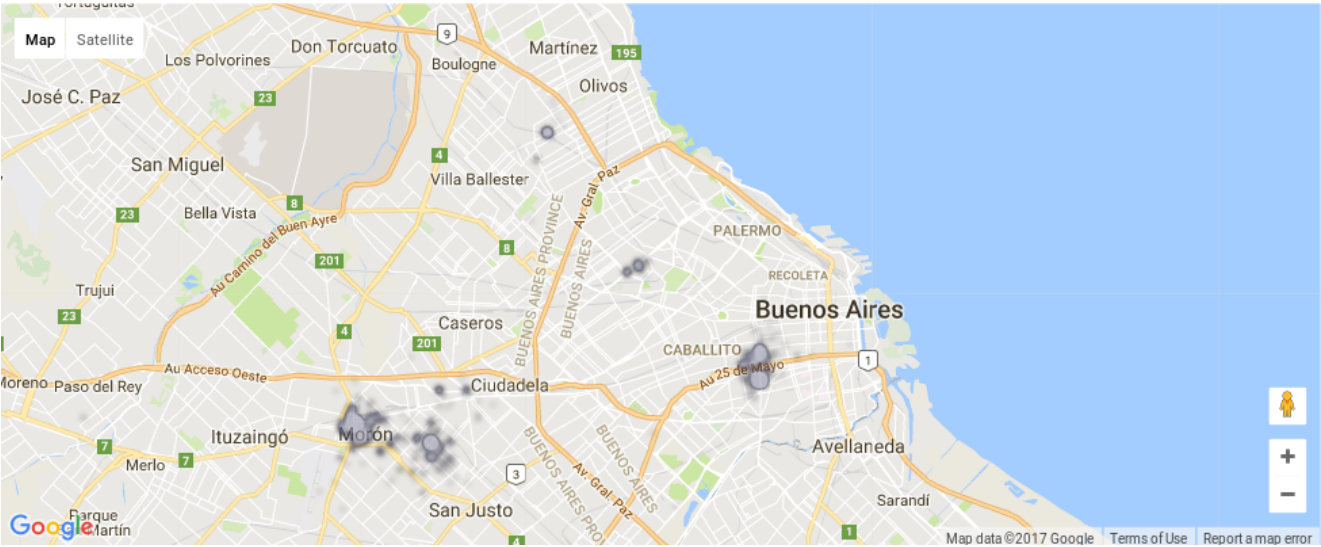 Tortuguitas
Map Satellite
Don Torcuato
9
Martínez
195
Los Polvorines
Boulogne
José C. Paz
23
Olivos
4
San Miguel
Villa Ballester
Av. Gral. Paz
8
23
Bella Vista
Au Camino del Buen Ayre
BUENOS AIRES PROVINCE
BUENOS AIRES
PALERMO
8
201
RECOLETA
Trujui
Buenos Aires
23
Caseros
4
201
CABALLITO
1
Au Acceso Oeste
Au 25 de Mayo
Moreno
Paso del Rey
Ciudadela
Ituzaingó
Morón
7
Avellaneda
Merlo
7
BUENOS AIRES PRO
BUENOS AIRES
3
Av. Gral. Paz
Sarandí
San Justo
Parque
Martín
Google
4
1
Map data ©2017 Google Terms of Use Report a map error